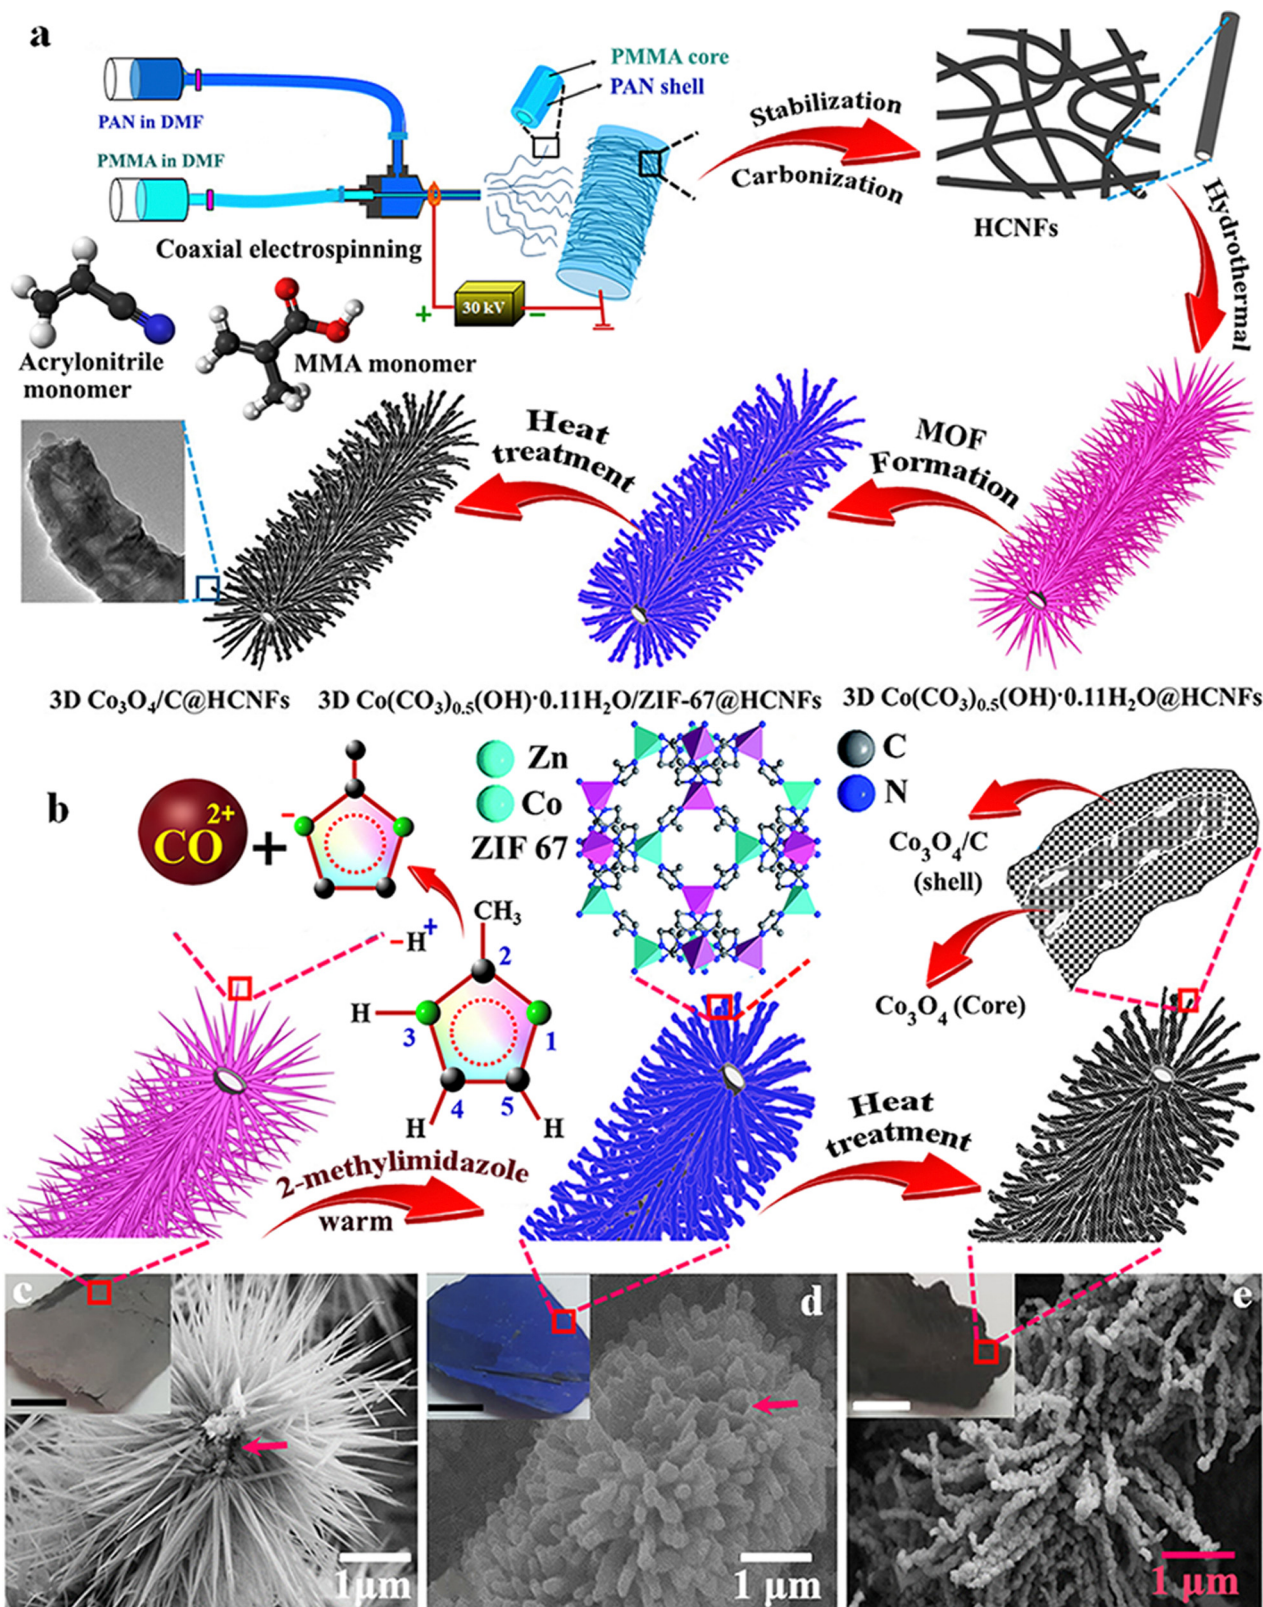 a
PMMA core
PAN shell
PAN in DMF
PMMA in DMF
Stabilization
Carbonization
HCNFs
Coaxial electrospinning
+ 30 kV −
Hydrothermal
Acrylonitrile
monomer
MMA monomer
Heat
treatment
MOF
Formation
3D Co₃O₄/C@HCNFs
3D Co(CO₃)₀.₅(OH)·0.11H₂O/ZIF-67@HCNFs
3D Co(CO₃)₀.₅(OH)·0.11H₂O@HCNFs
b
CO²⁺
+
−
Zn
Co
ZIF 67
C
N
Co₃O₄/C
(shell)
Co₃O₄ (Core)
−H⁺
CH₃
2
H
3
1
4
5
H
H
2-methylimidazole
warm
Heat
treatment
c
1μm
d
1 μm
e
1 μm